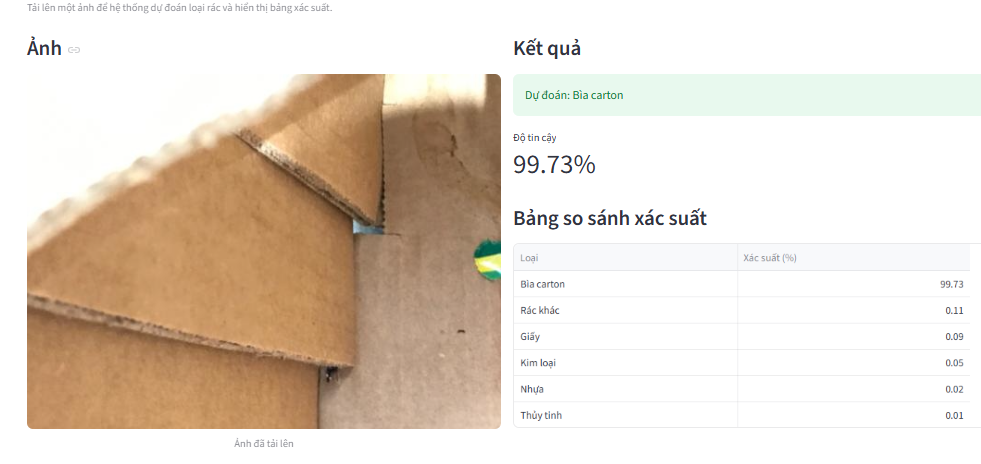 Tải lên một ảnh để hệ thống dự đoán loại rác và hiển thị bảng xác suất.
Ảnh
Ảnh đã tải lên
Kết quả
Dự đoán: Bìa carton
Độ tin cậy
99.73%
Bảng so sánh xác suất
Loại Xác suất (%)
Bìa carton 99.73
Rác khác 0.11
Giấy 0.09
Kim loại 0.05
Nhựa 0.02
Thủy tinh 0.01